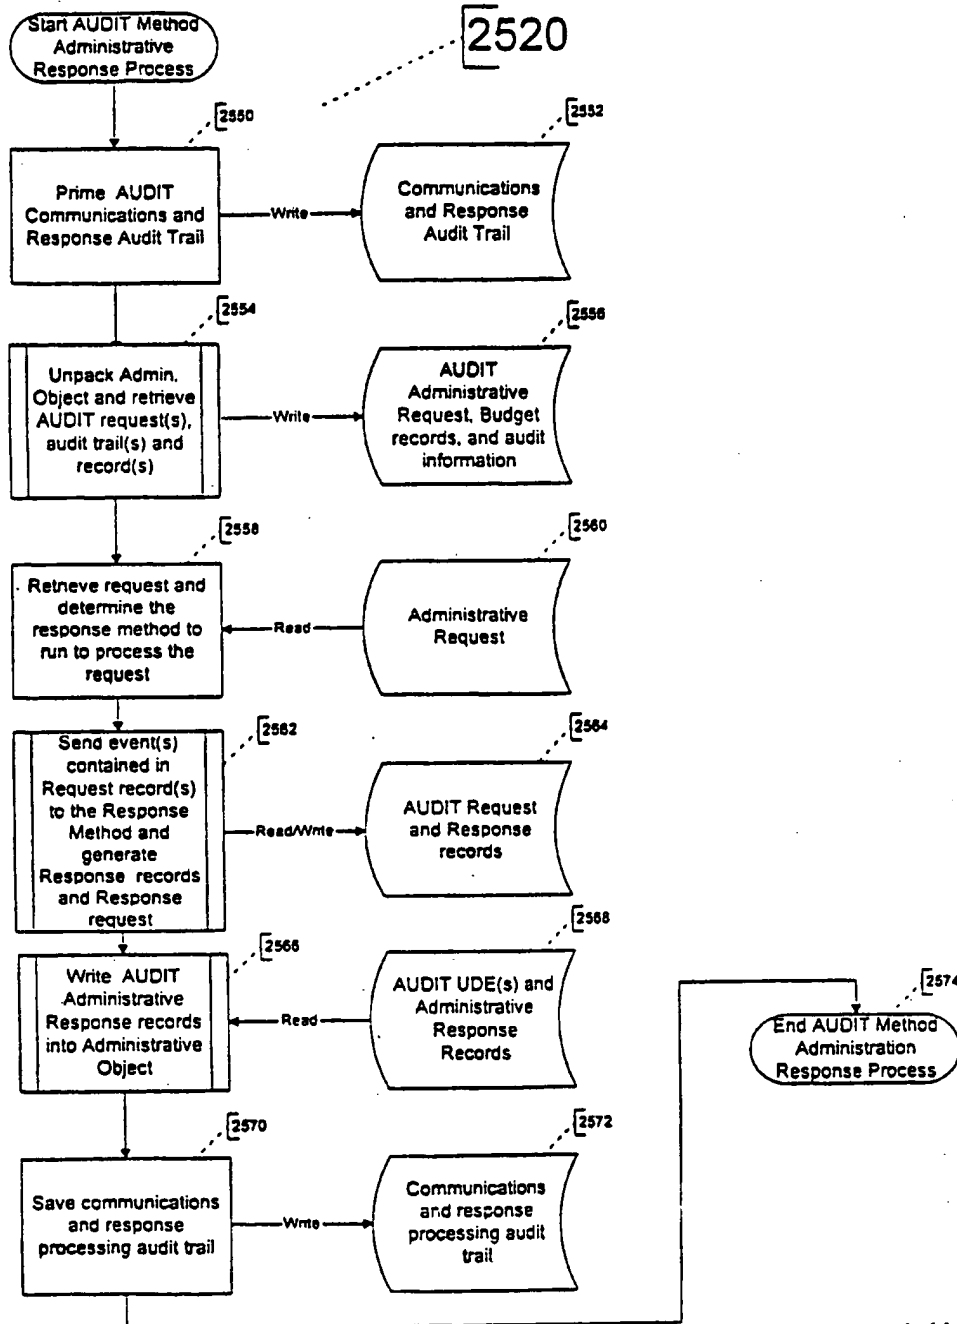 Start AUDIT Method
Administrative
Response Process
2520
2550
Prime AUDIT
Communications and
Response Audit Trail
Write
2552
Communications
and Response
Audit Trail
2554
Unpack Admin.
Object and retrieve
AUDIT request(s),
audit trail(s) and
record(s)
Write
2556
AUDIT
Administrative
Request, Budget
records, and audit
information
2558
Retrieve request and
determine the
response method to
run to process the
request
Read
2560
Administrative
Request
2562
Send event(s)
contained in
Request record(s)
to the Response
Method and
generate
Response records
and Response
request
Read/Write
2564
AUDIT Request
and Response
records
2566
Write AUDIT
Administrative
Response records
into Administrative
Object
Read
2568
AUDIT UDE(s) and
Administrative
Response
Records
2570
Save communications
and response
processing audit trail
Write
2572
Communications
and response
processing audit
trail
2574
End AUDIT Method
Administration
Response Process